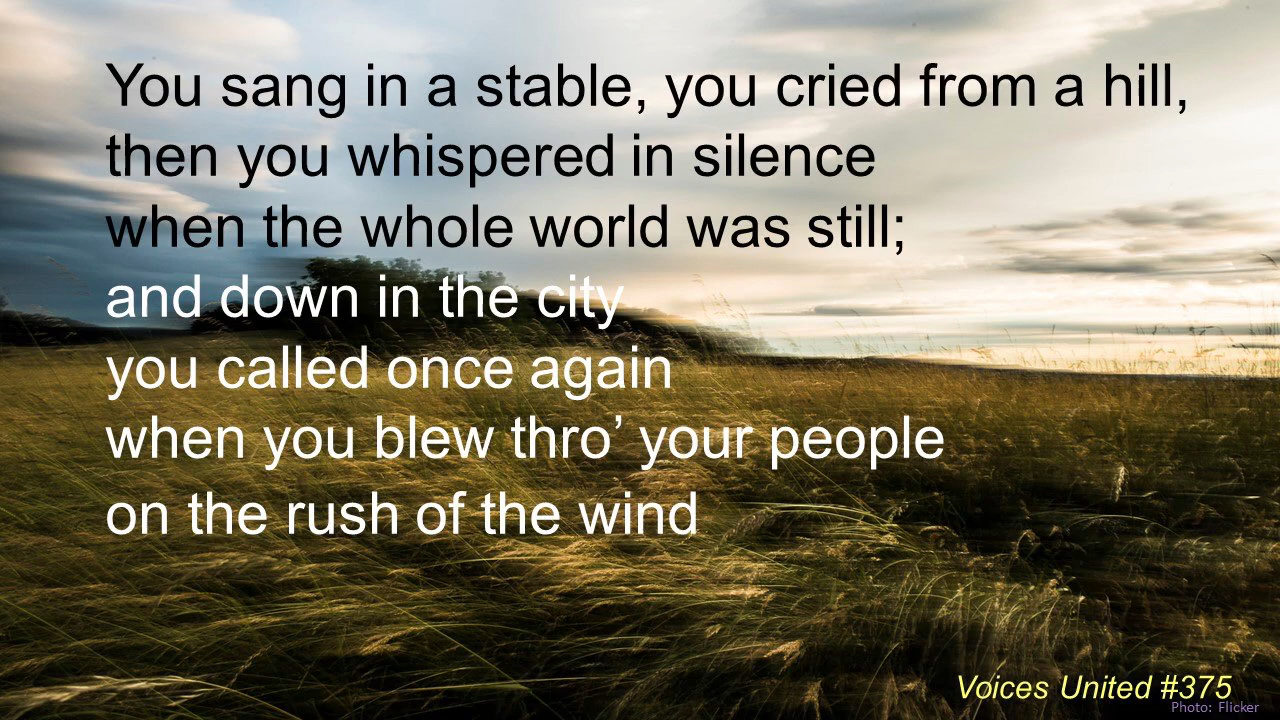 You sang in a stable, you cried from a hill,
then you whispered in silence
when the whole world was still;
and down in the city
you called once again
when you blew thro’ your people
on the rush of the wind
Voices United #375
Photo: Flicker